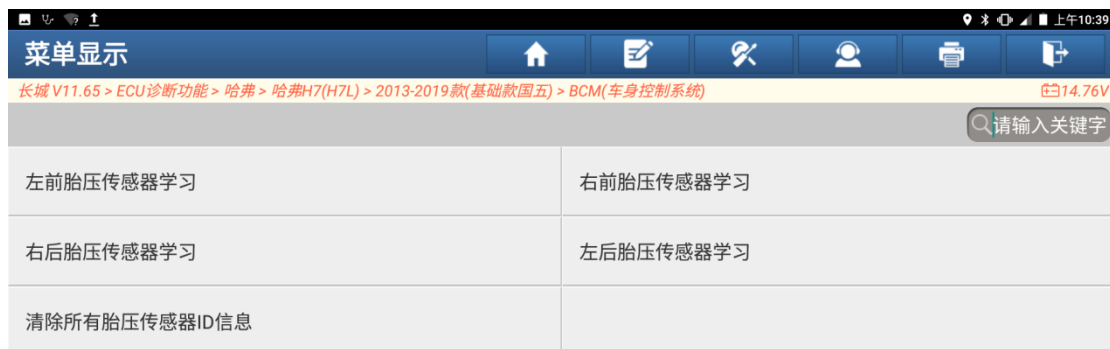 上午10:39
菜单显示
长城 V11.65 > ECU诊断功能 > 哈弗 > 哈弗H7(H7L) > 2013-2019款(基础款国五) > BCM(车身控制系统) 14.76V
请输入关键字
左前胎压传感器学习 右前胎压传感器学习
右后胎压传感器学习 左后胎压传感器学习
清除所有胎压传感器ID信息